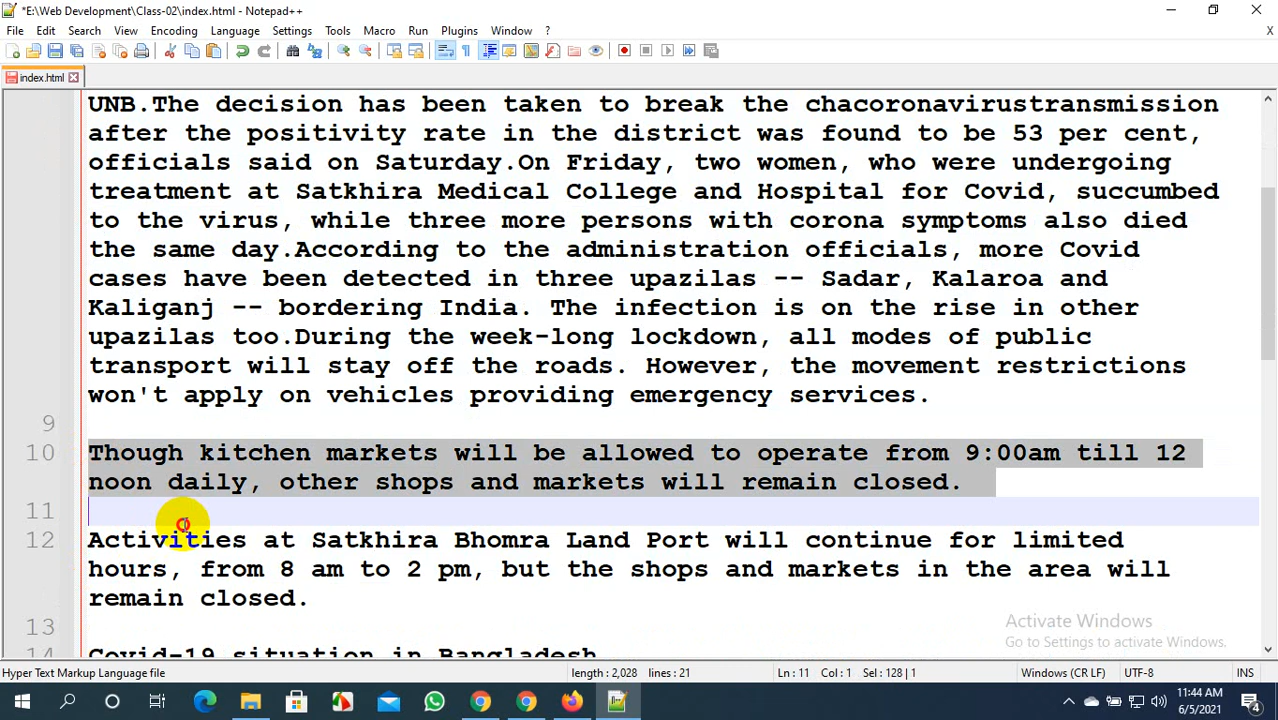 *E:\Web Development\Class-02\index.html - Notepad++
File Edit Search View Encoding Language Settings Tools Macro Run Plugins Window ? X
index.html
UNB.The decision has been taken to break the chacoronavirustransmission
after the positivity rate in the district was found to be 53 per cent,
officials said on Saturday.On Friday, two women, who were undergoing
treatment at Satkhira Medical College and Hospital for Covid, succumbed
to the virus, while three more persons with corona symptoms also died
the same day.According to the administration officials, more Covid
cases have been detected in three upazilas -- Sadar, Kalaroa and
Kaliganj -- bordering India. The infection is on the rise in other
upazilas too.During the week-long lockdown, all modes of public
transport will stay off the roads. However, the movement restrictions
won't apply on vehicles providing emergency services.
9
10 Though kitchen markets will be allowed to operate from 9:00am till 12
noon daily, other shops and markets will remain closed.
11
12 Activities at Satkhira Bhomra Land Port will continue for limited
hours, from 8 am to 2 pm, but the shops and markets in the area will
remain closed.
13
14 Covid-19 situation in Bangladesh
Activate Windows
Go to Settings to activate Windows.
Hyper Text Markup Language file length : 2,028 lines : 21 Ln : 11 Col : 1 Sel : 128 | 1 Windows (CR LF) UTF-8 INS
11:44 AM
6/5/2021
4